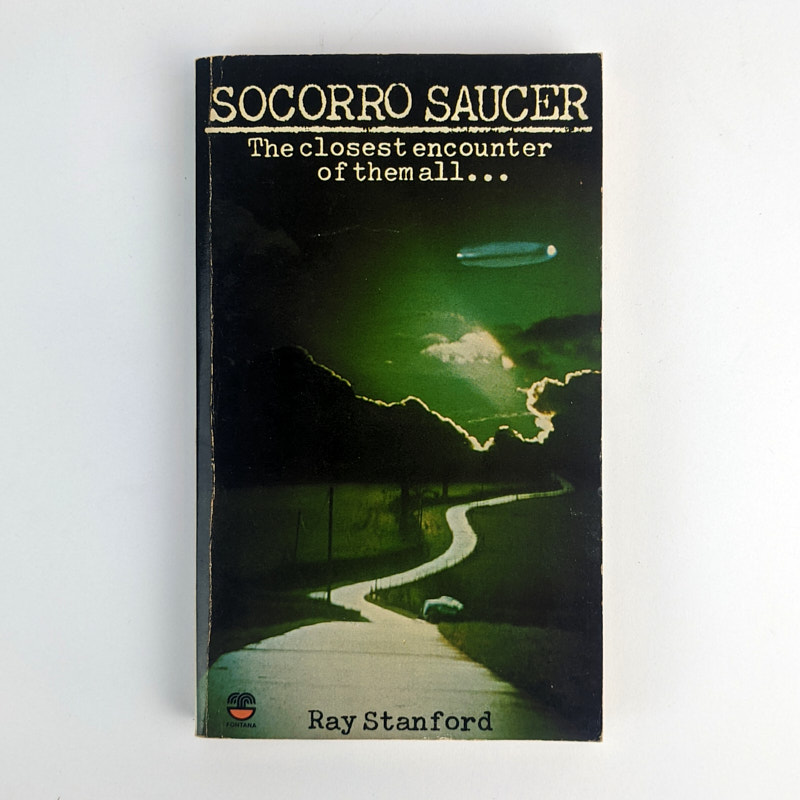 SOCORRO SAUCER
The closest encounter
of them all...
Ray Stanford
FONTANA